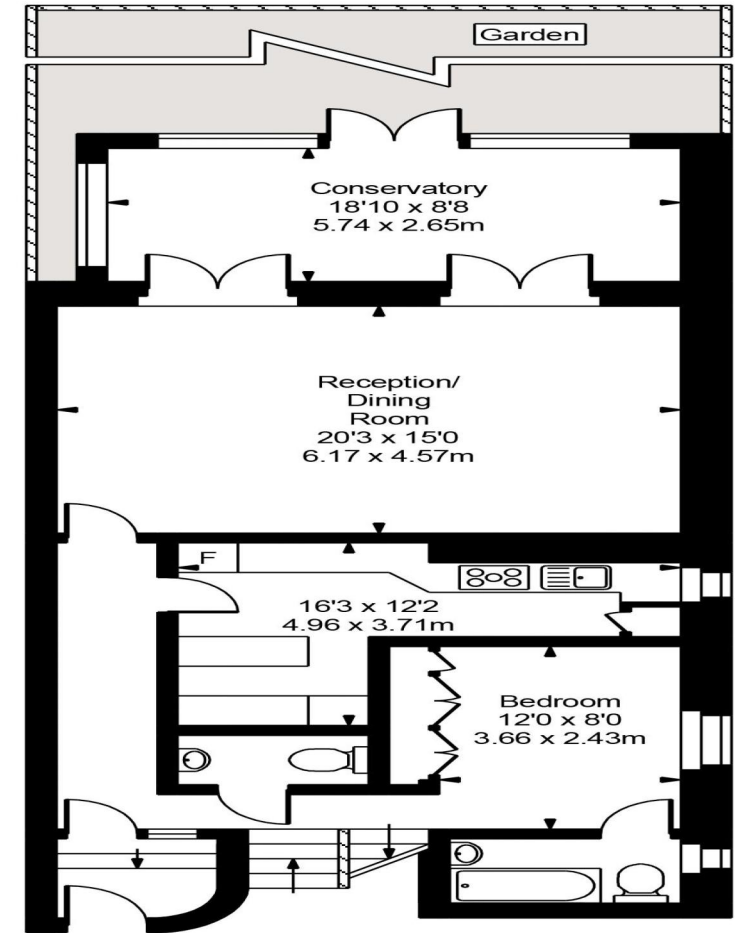 Garden
Conservatory
18'10 x 8'8
5.74 x 2.65m
Reception/
Dining
Room
20'3 x 15'0
6.17 x 4.57m
F
16'3 x 12'2
4.96 x 3.71m
Bedroom
12'0 x 8'0
3.66 x 2.43m